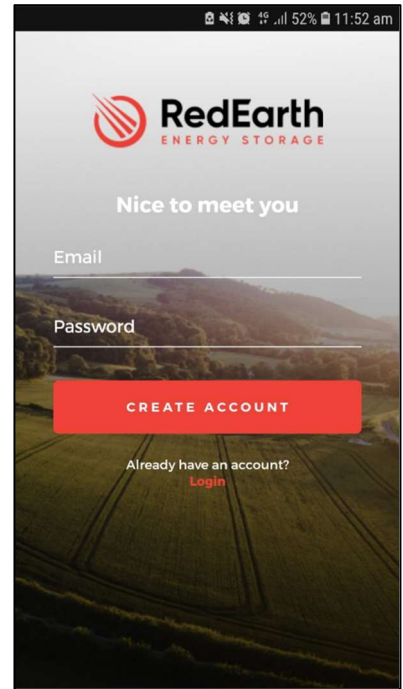 4G 52% 11:52 am
RedEarth
ENERGY STORAGE
Nice to meet you
Email
Password
CREATE ACCOUNT
Already have an account?
Login